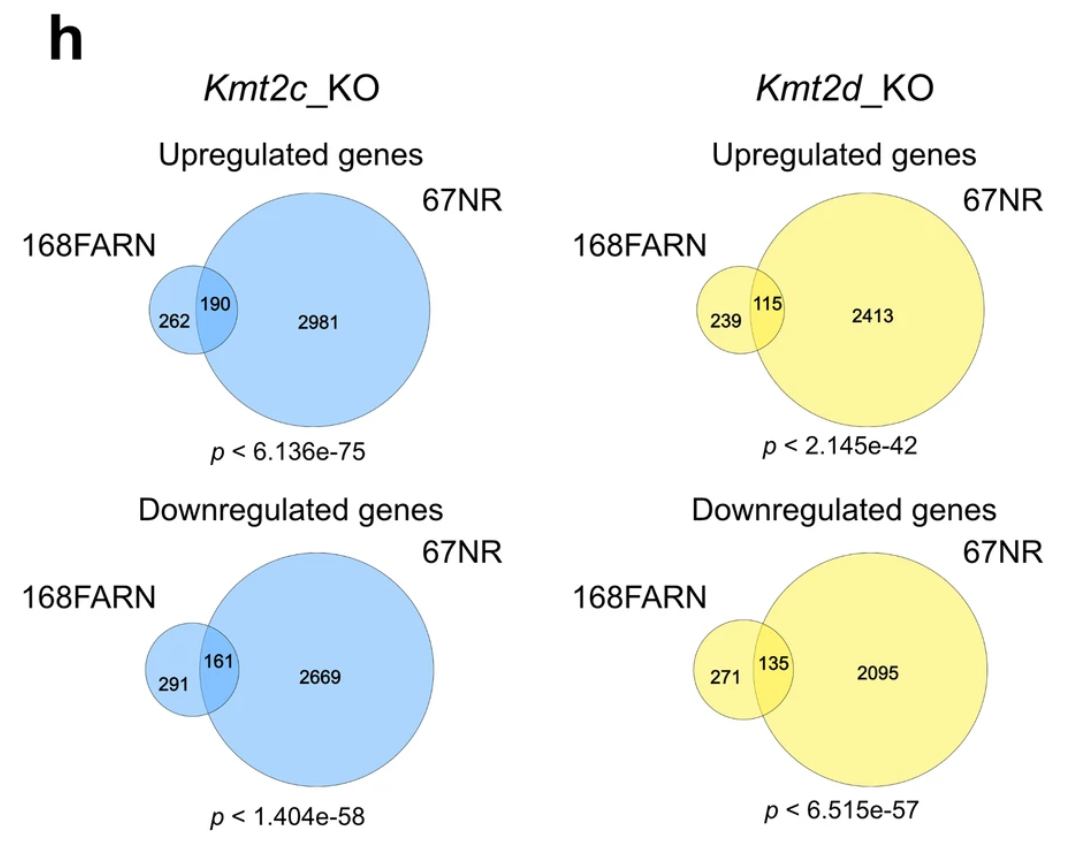 h
Kmt2c_KO
Kmt2d_KO
Upregulated genes
Upregulated genes
67NR
67NR
168FARN
168FARN
262
190
2981
239
115
2413
p < 6.136e-75
p < 2.145e-42
Downregulated genes
Downregulated genes
67NR
67NR
168FARN
168FARN
291
161
2669
271
135
2095
p < 1.404e-58
p < 6.515e-57